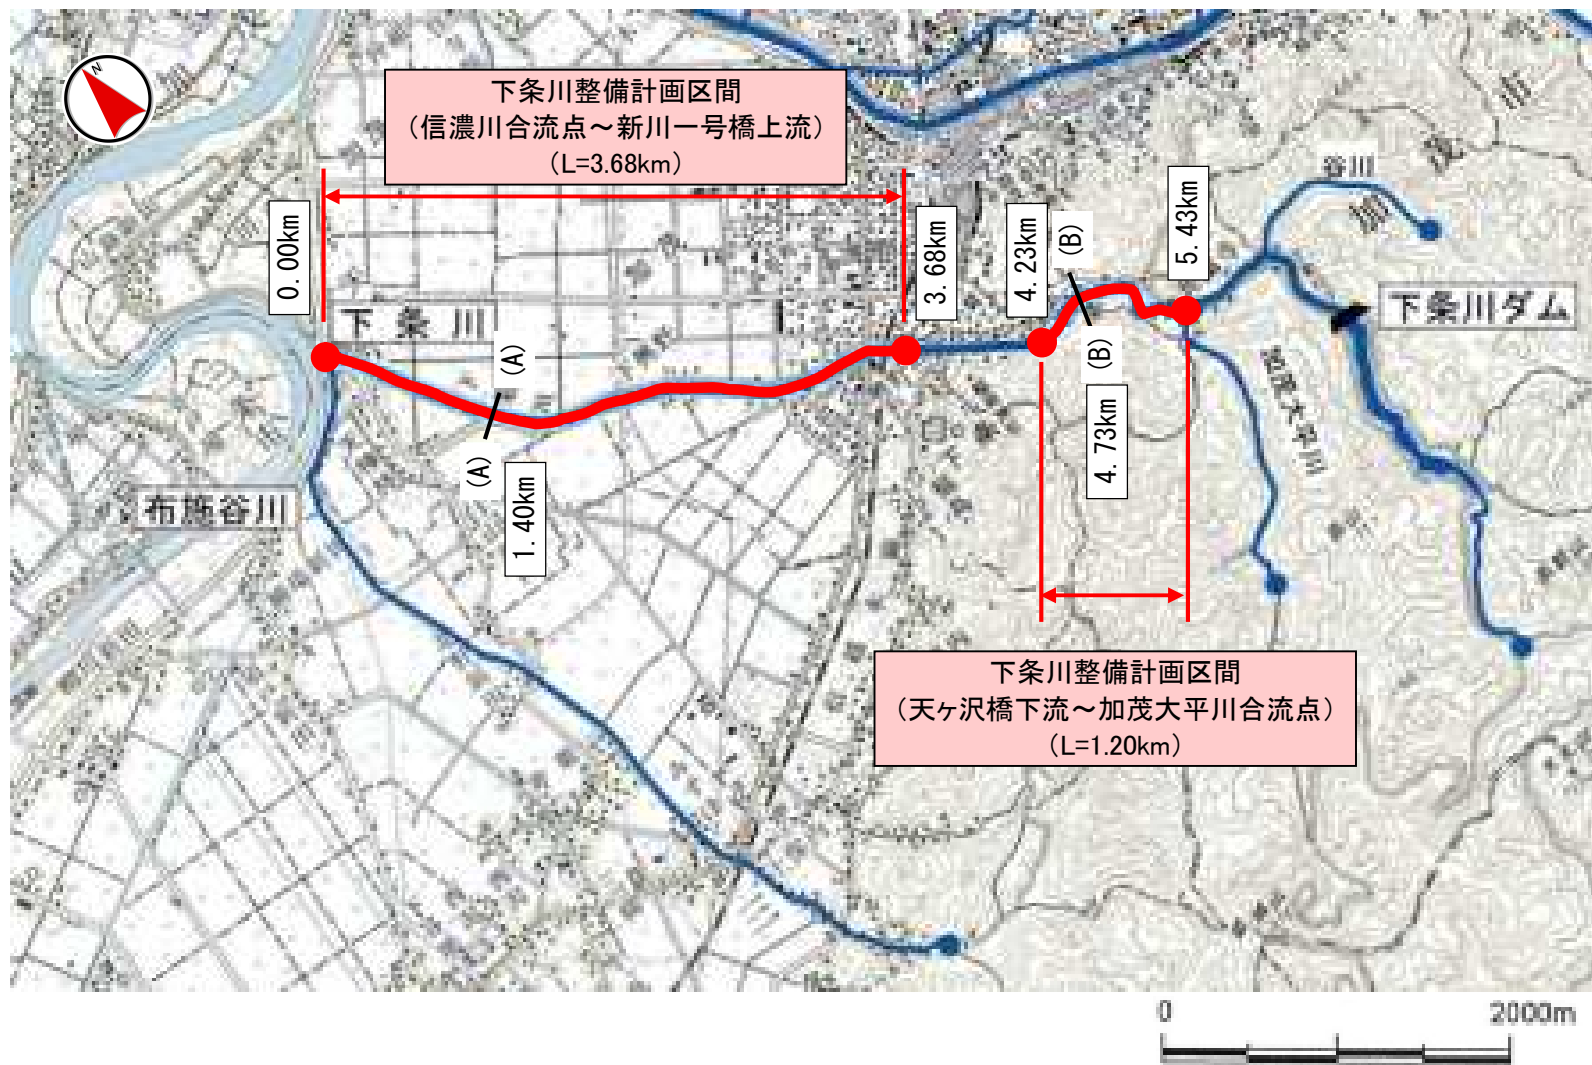 N
下条川整備計画区間
（信濃川合流点～新川一号橋上流）
（L=3.68km）
谷川
0.00km
3.68km
4.23km
(B)
5.43km
下条川
下条川ダム
(A)
(B)
加茂大平川
4.73km
(A)
1.40km
布施谷川
下条川整備計画区間
（天ヶ沢橋下流～加茂大平川合流点）
（L=1.20km）
0
2000m